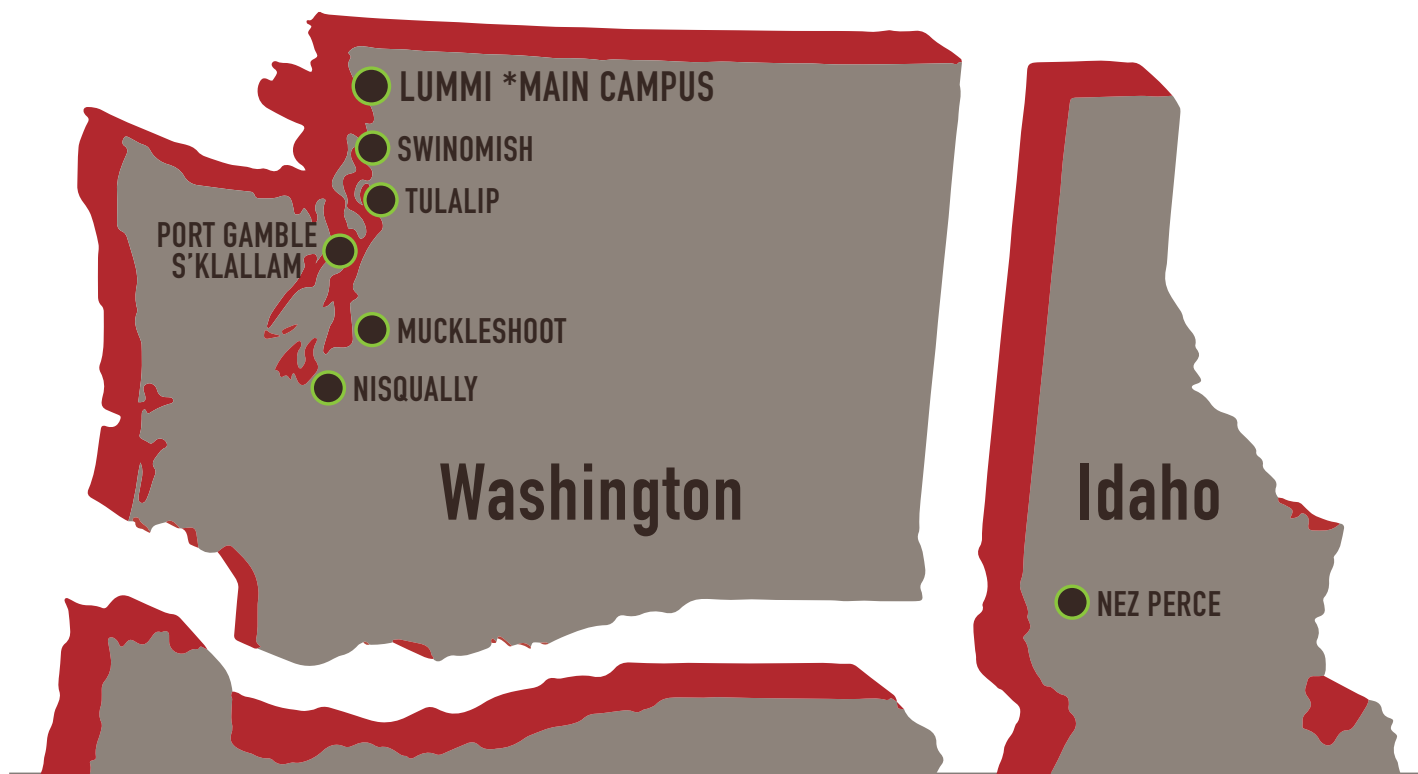 LUMMI *MAIN CAMPUS
SWINOMISH
TULALIP
PORT GAMBLE
S'KLALLAM
MUCKLESHOOT
NISQUALLY
Washington
Idaho
NEZ PERCE